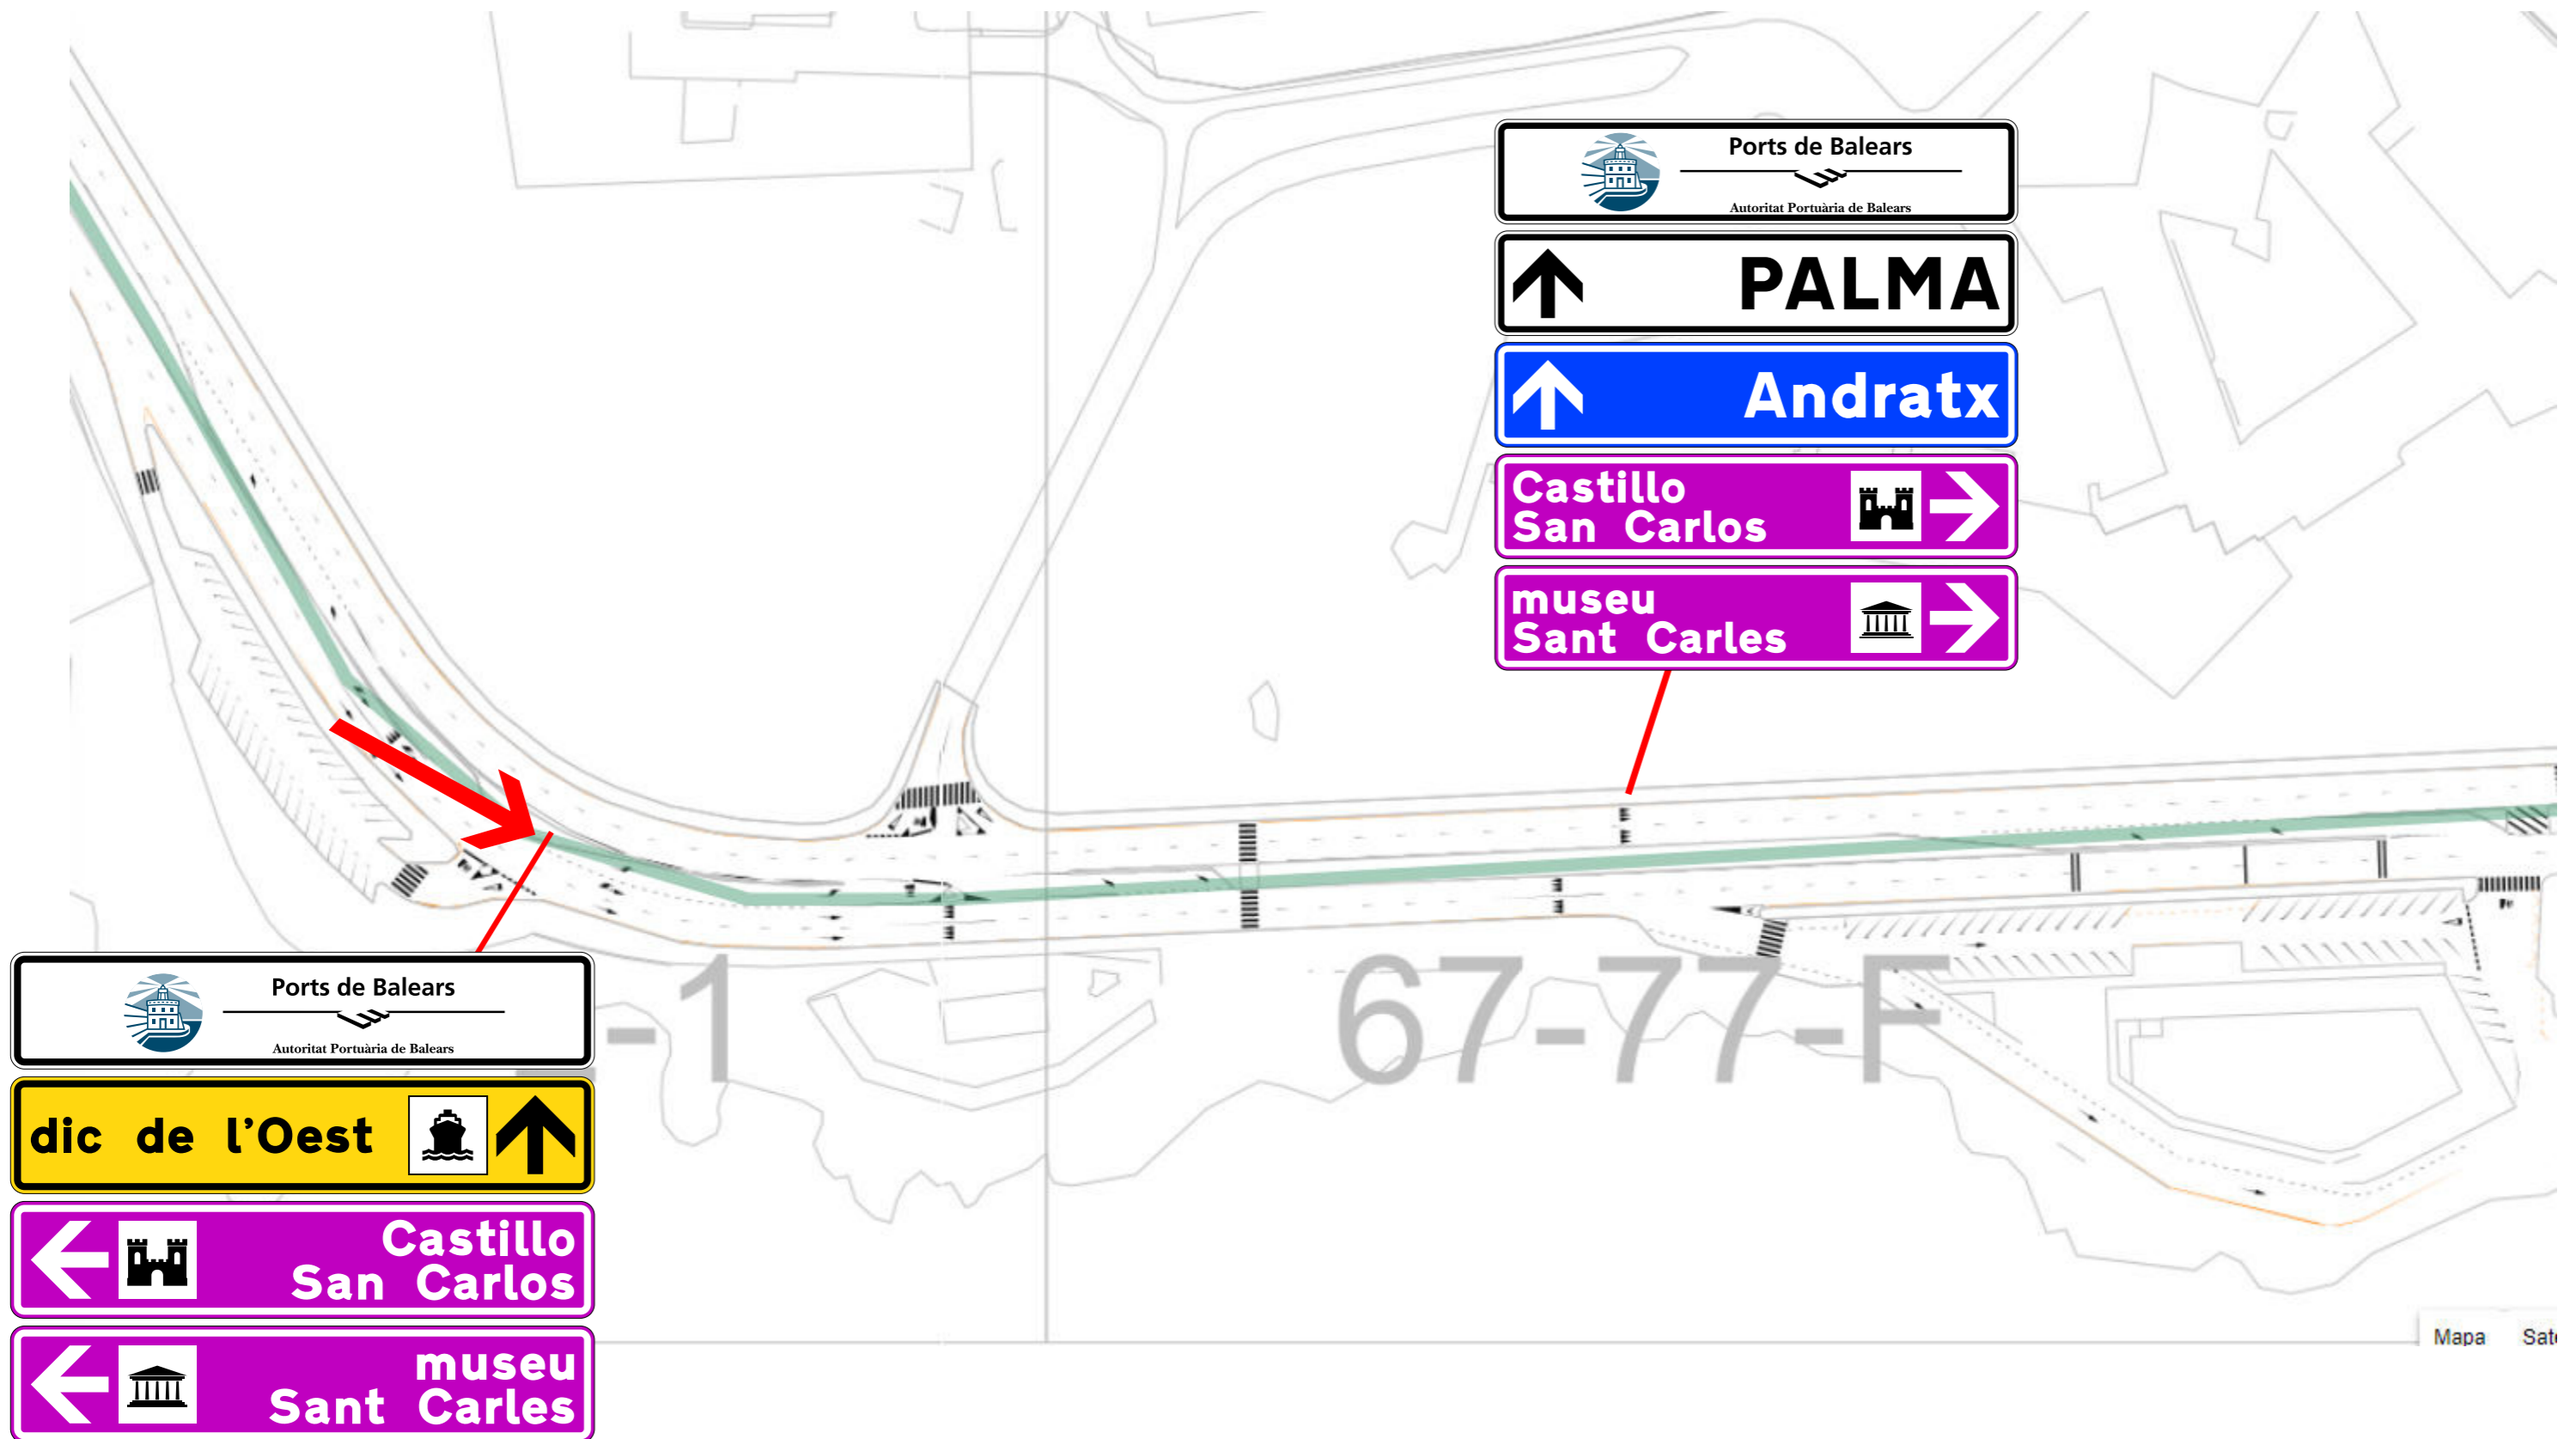 Ports de Balears
Autoritat Portuària de Balears
PALMA
Andratx
Castillo
San Carlos
museu
Sant Carles
67-77-F
-1
Ports de Balears
Autoritat Portuària de Balears
dic de l'Oest
Castillo
San Carlos
museu
Sant Carles
Mapa